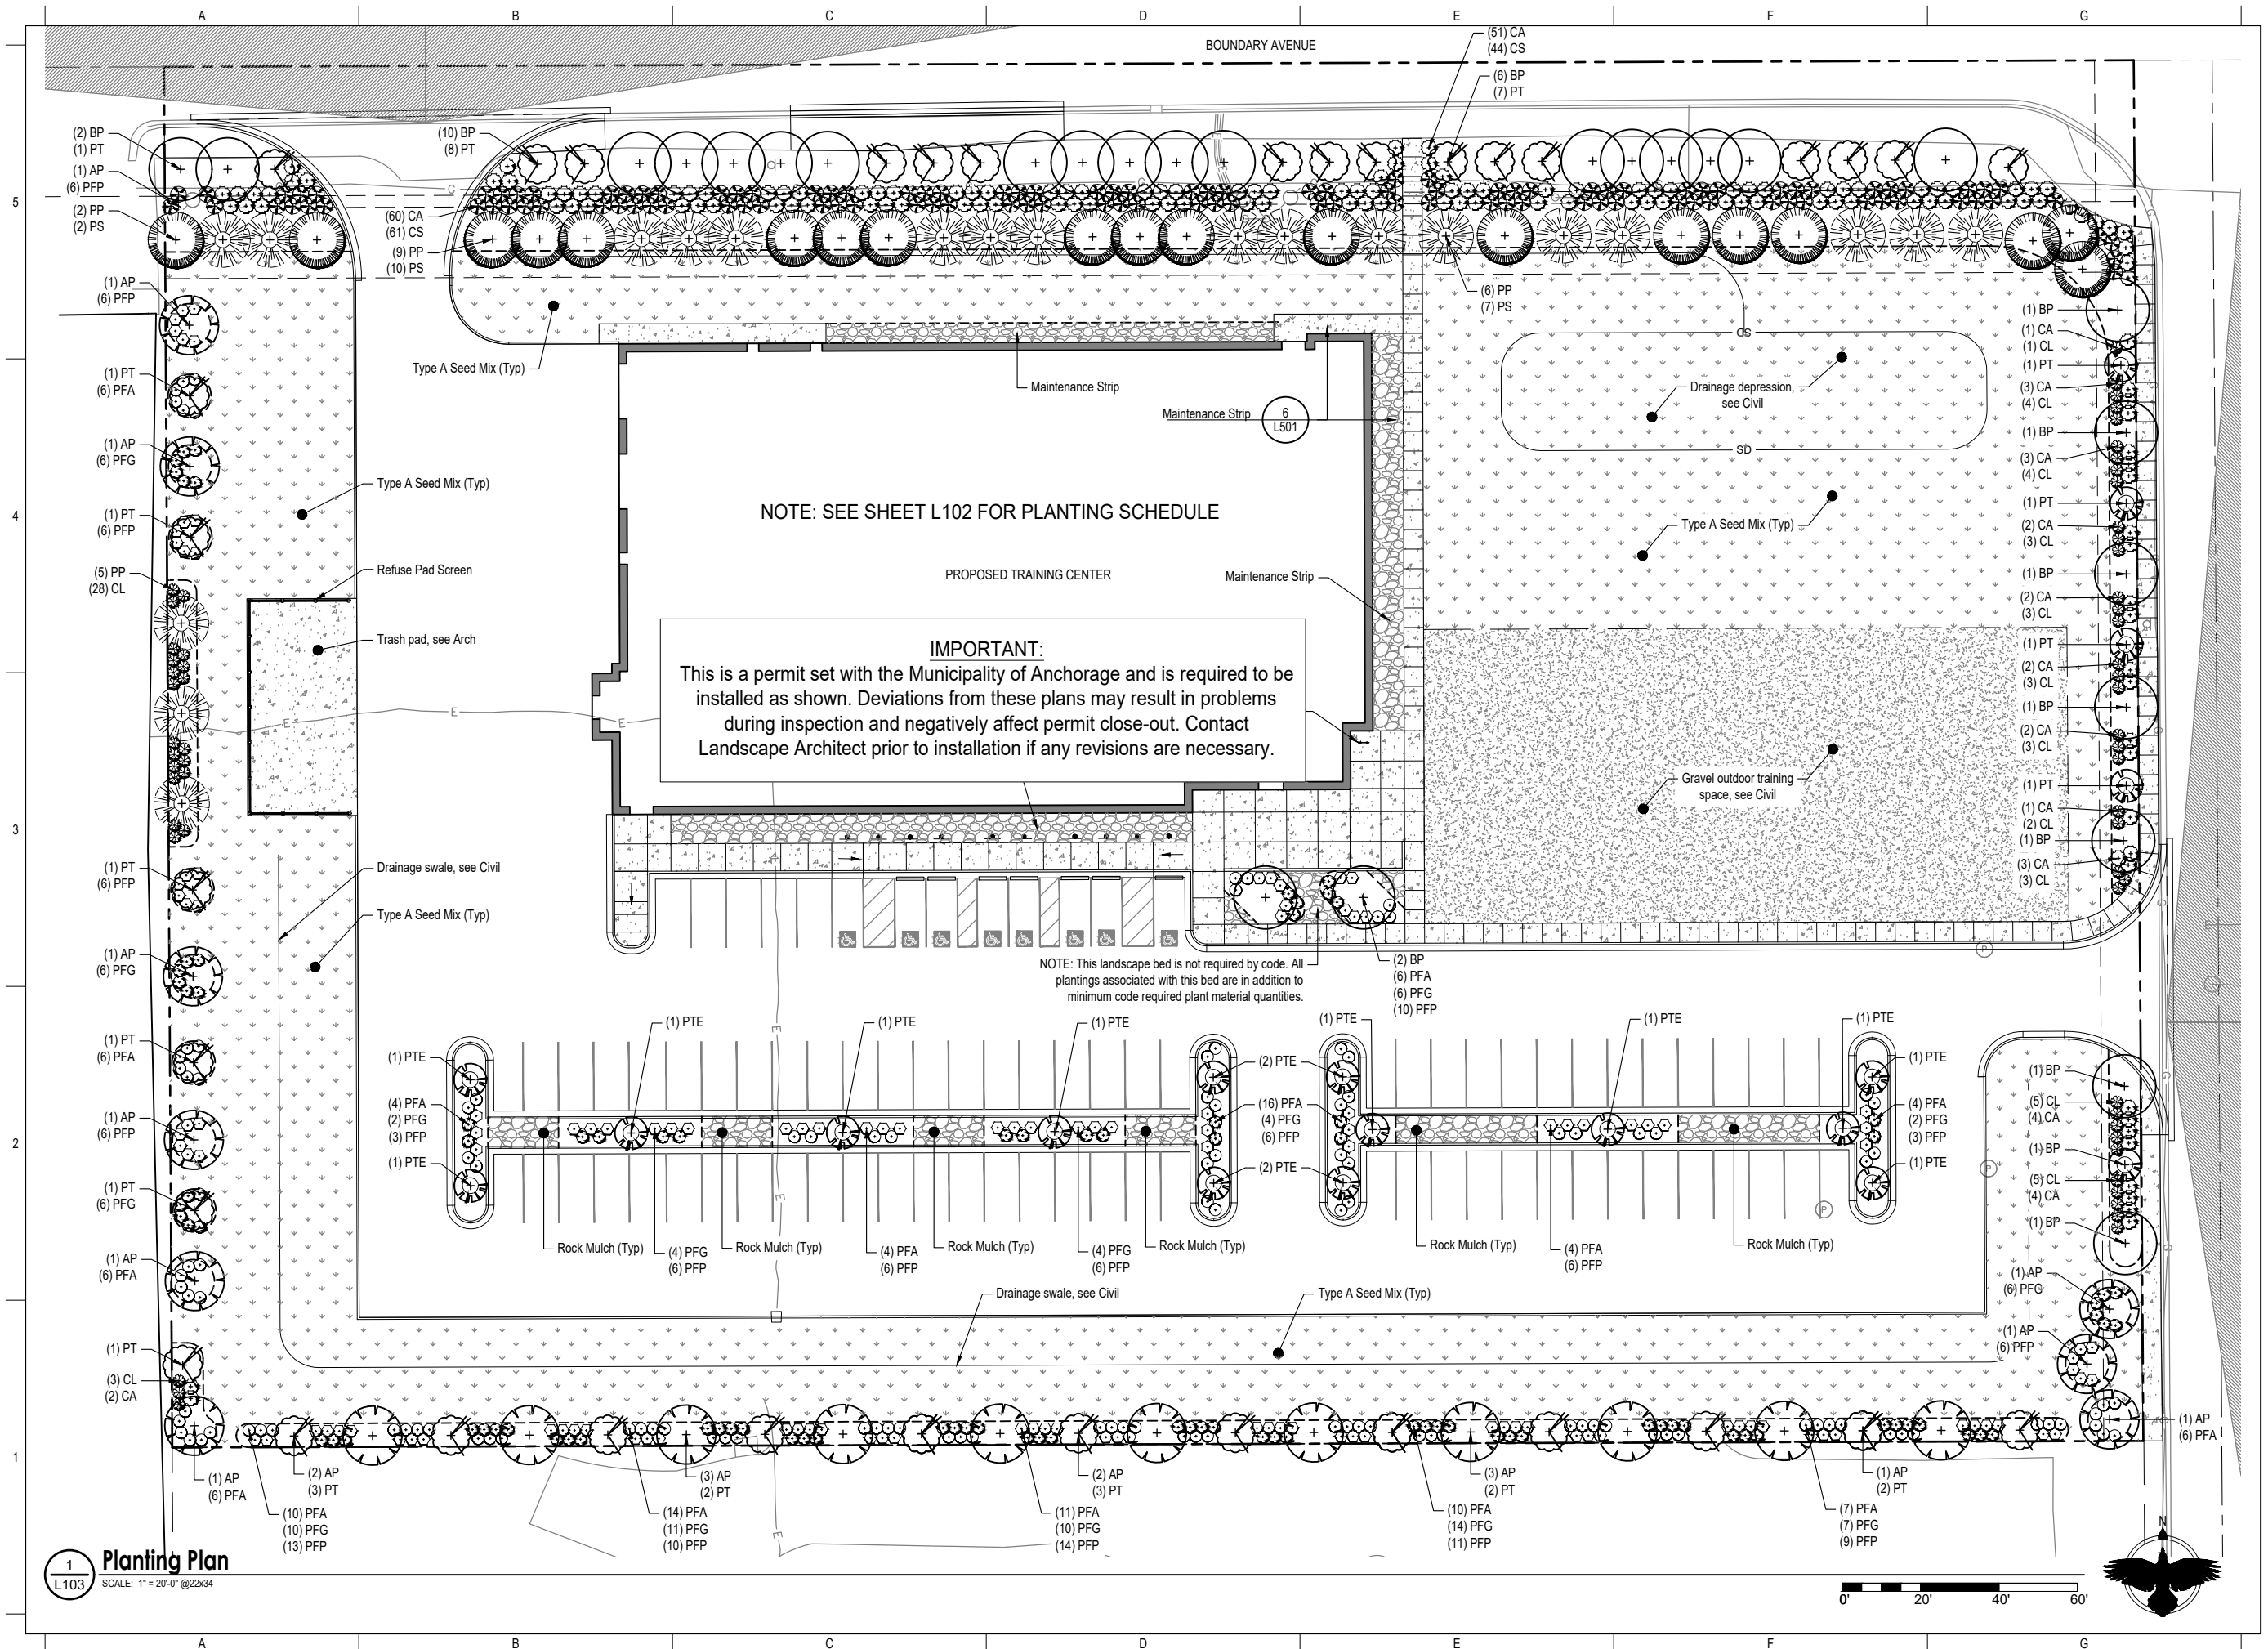 A B C D E F G
BOUNDARY AVENUE
(51) CA
(44) CS
(6) BP
(7) PT
(2) BP
(1) PT
(1) AP
(6) PFP
(2) PP
(2) PS
(10) BP
(8) PT
(60) CA
(61) CS
(9) PP
(10) PS
(6) PP
(7) PS
5
G
G
G
E
(1) AP
(6) PFP
(1) PT
(6) PFA
(1) AP
(6) PFG
(1) PT
(6) PFP
(5) PP
(28) CL
Type A Seed Mix (Typ)
Maintenance Strip
Maintenance Strip
6
L501
SD
SD
Drainage depression,
see Civil
Type A Seed Mix (Typ)
Type A Seed Mix (Typ)
4
NOTE: SEE SHEET L102 FOR PLANTING SCHEDULE
PROPOSED TRAINING CENTER
Maintenance Strip
Refuse Pad Screen
Trash pad, see Arch
(1) BP
(1) CA
(1) CL
(1) PT
(3) CA
(4) CL
(1) BP
(3) CA
(4) CL
(1) PT
(2) CA
(3) CL
(1) BP
(2) CA
(3) CL
(1) PT
(2) CA
(3) CL
(1) BP
(2) CA
(3) CL
(1) PT
(1) CA
(2) CL
(1) BP
(3) CA
(3) CL
IMPORTANT:
This is a permit set with the Municipality of Anchorage and is required to be
installed as shown. Deviations from these plans may result in problems
during inspection and negatively affect permit close-out. Contact
Landscape Architect prior to installation if any revisions are necessary.
E
E
E
Gravel outdoor training
space, see Civil
3
(1) PT
(6) PFP
(1) AP
(6) PFG
(1) PT
(6) PFA
(1) AP
(6) PFP
(1) PT
(6) PFG
(1) AP
(6) PFA
(1) PT
(3) CL
(2) CA
Drainage swale, see Civil
Type A Seed Mix (Typ)
NOTE: This landscape bed is not required by code. All
plantings associated with this bed are in addition to
minimum code required plant material quantities.
(2) BP
(6) PFA
(6) PFG
(10) PFP
P
(1) PTE
(1) PTE
(1) PTE
(1) PTE
(1) PTE
(1) PTE
(1) PTE
(2) PTE
(1) PTE
(4) PFA
(2) PFG
(3) PFP
(16) PFA
(4) PFG
(6) PFP
(4) PFA
(2) PFG
(3) PFP
(1) PTE
(2) PTE
(1) PTE
2
P
P
Rock Mulch (Typ)
(4) PFG
(6) PFP
Rock Mulch (Typ)
(4) PFA
(6) PFP
Rock Mulch (Typ)
(4) PFG
(6) PFP
Rock Mulch (Typ)
Rock Mulch (Typ)
(4) PFA
(6) PFP
Rock Mulch (Typ)
(1) BP
(5) CL
(4) CA
(1) BP
(5) CL
(4) CA
(1) BP
(1) AP
(6) PFG
(1) AP
(6) PFP
(1) AP
(6) PFA
Drainage swale, see Civil
Type A Seed Mix (Typ)
1
(1) AP
(6) PFA
(2) AP
(3) PT
(10) PFA
(10) PFG
(13) PFP
(3) AP
(2) PT
(14) PFA
(11) PFG
(10) PFP
(2) AP
(3) PT
(11) PFA
(10) PFG
(14) PFP
(3) AP
(2) PT
(10) PFA
(14) PFG
(11) PFP
(1) AP
(2) PT
(7) PFA
(7) PFG
(9) PFP
1
L103
Planting Plan
SCALE: 1" = 20'-0" @22x34
0' 20' 40' 60'
N
A B C D E F G